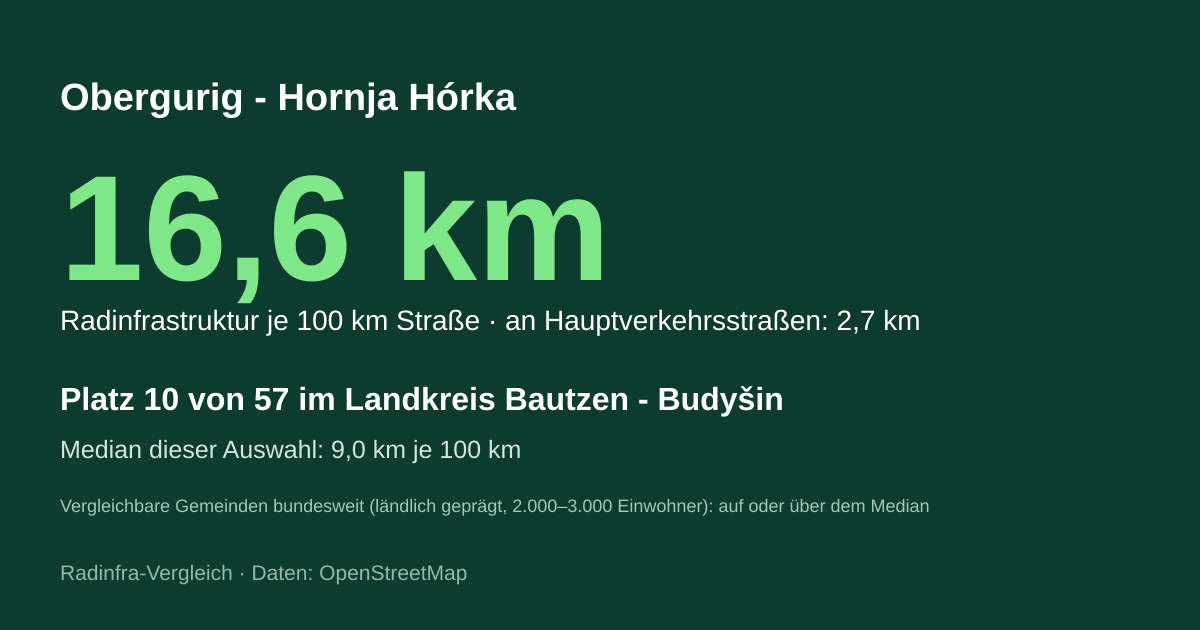 Obergurig - Hornja Hórka
16,6 km
Radinfrastruktur je 100 km Straße · an Hauptverkehrsstraßen: 2,7 km
Platz 10 von 57 im Landkreis Bautzen - Budyšin
Median dieser Auswahl: 9,0 km je 100 km
Vergleichbare Gemeinden bundesweit (ländlich geprägt, 2.000–3.000 Einwohner): auf oder über dem Median
Radinfra-Vergleich · Daten: OpenStreetMap